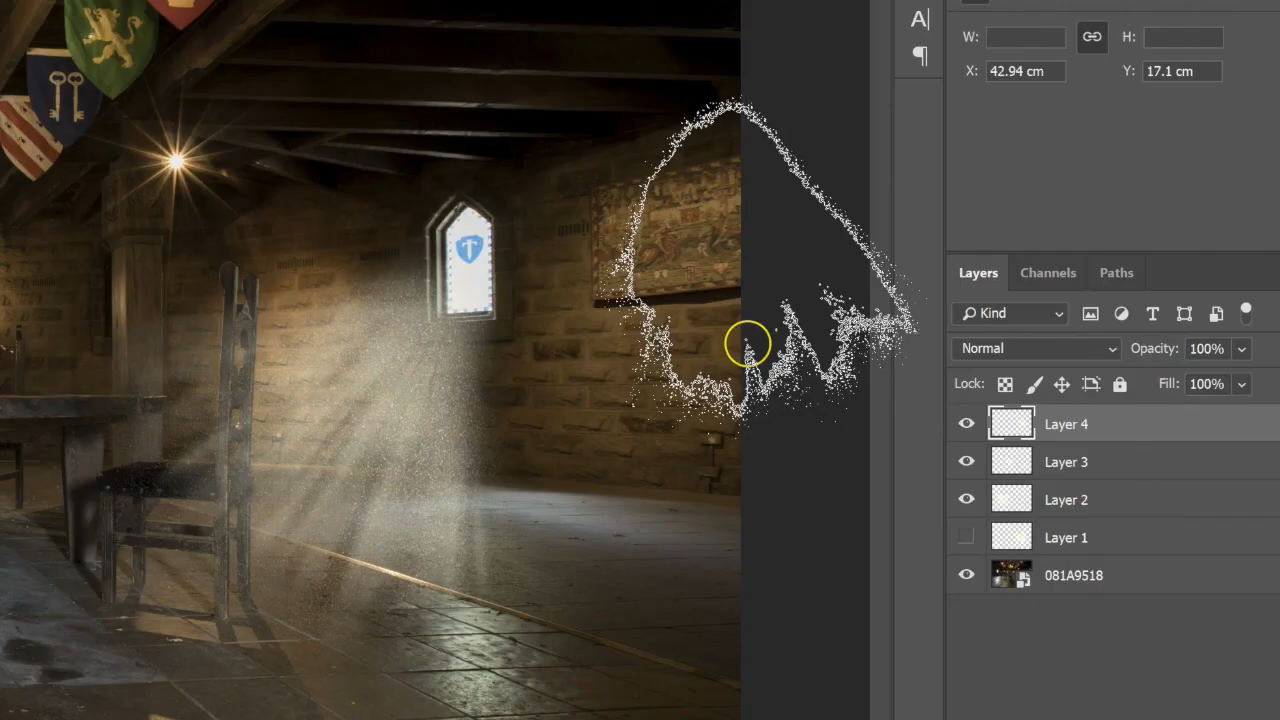 A
¶
W:
H:
X: 42.94 cm
Y: 17.1 cm
Layers Channels Paths
Kind
Normal Opacity: 100%
Lock: Fill: 100%
Layer 4
Layer 3
Layer 2
Layer 1
081A9518